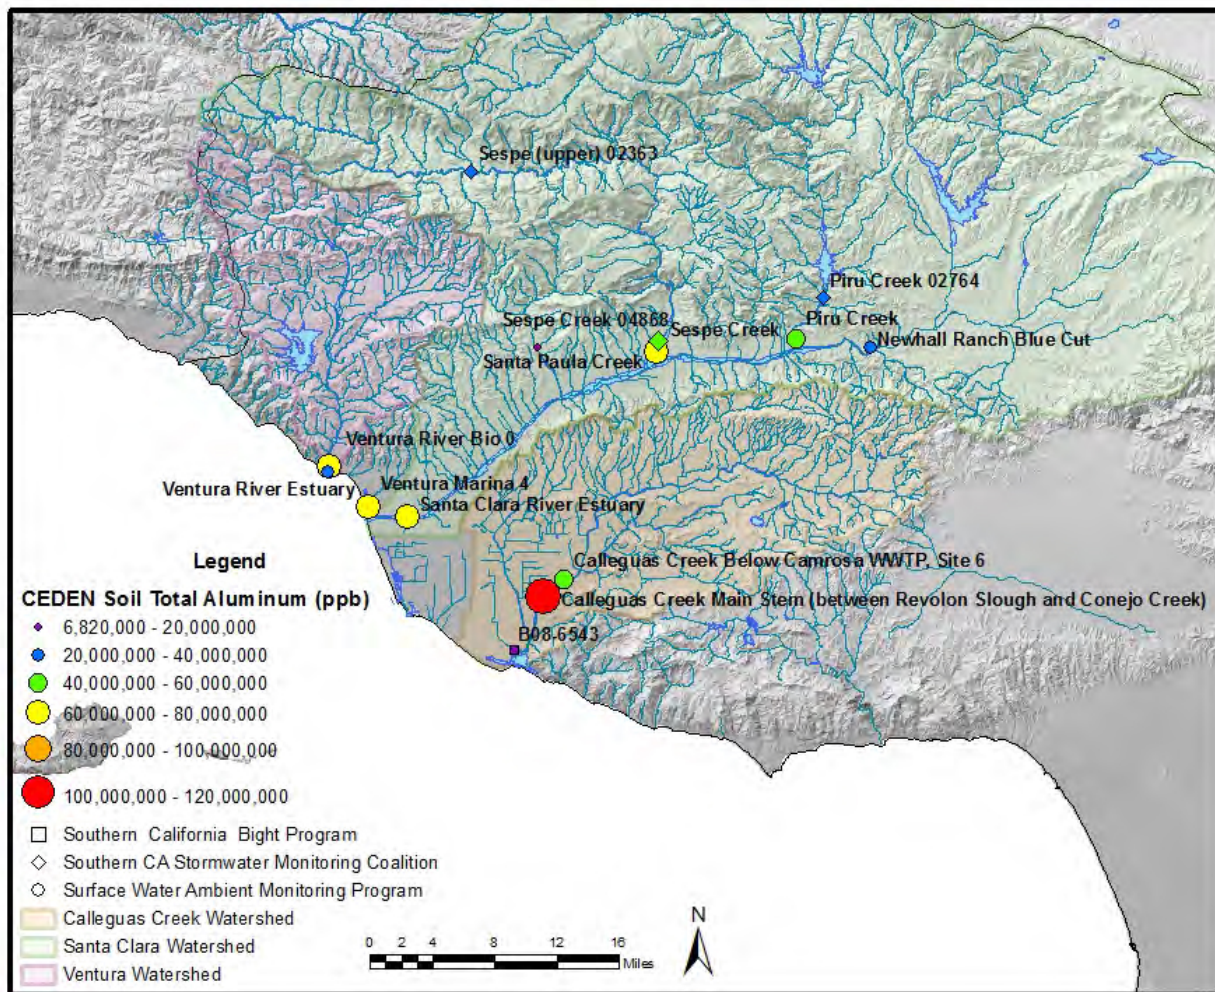 Sespe (upper) 02363
Piru Creek 02764
Sespe Creek 04868
Sespe Creek
Piru Creek
Newhall Ranch Blue Cut
Santa Paula Creek
Ventura River Bio 0
Ventura River Estuary
Ventura Marina 4
Santa Clara River Estuary
Calleguas Creek Below Camrosa WWTP, Site 6
Calleguas Creek Main Stem (between Revolon Slough and Conejo Creek)
B08-6543
Legend
CEDEN Soil Total Aluminum (ppb)
6,820,000 - 20,000,000
20,000,000 - 40,000,000
40,000,000 - 60,000,000
60,000,000 - 80,000,000
80,000,000 - 100,000,000
100,000,000 - 120,000,000
Southern California Bight Program
Southern CA Stormwater Monitoring Coalition
Surface Water Ambient Monitoring Program
Calleguas Creek Watershed
Santa Clara Watershed
Ventura Watershed
0 2 4 8 12 16
Miles
N